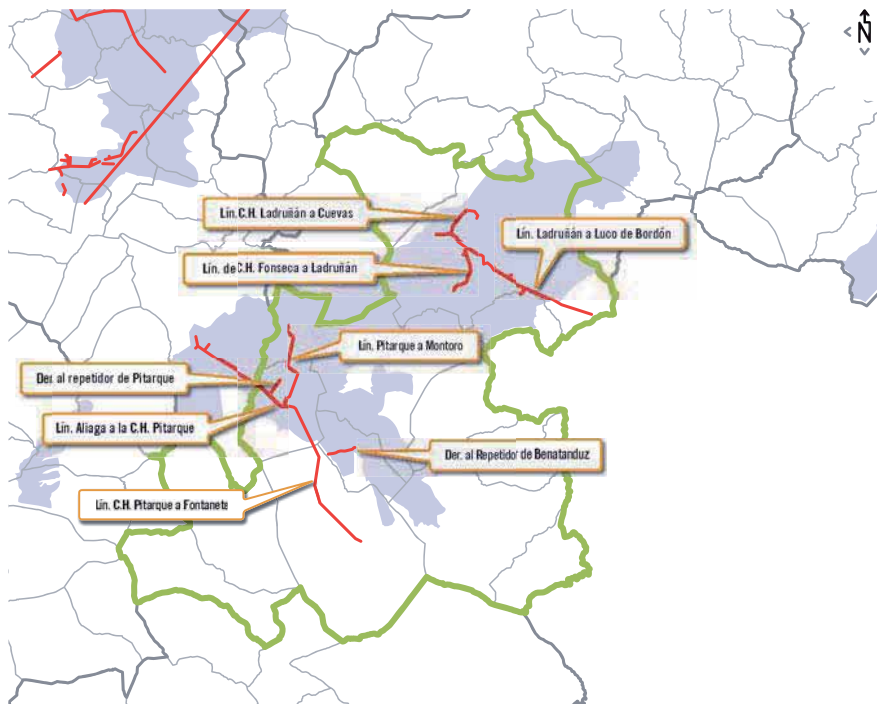 N
Lín. C.H. Ladruñán a Cuevas
Lín. Ladruñán a Luco de Bordón
Lín. de C.H. Fonseca a Ladruñán
Lín. Pitarque a Montoro
Der. al repetidor de Pitarque
Lín. Aliaga a la C.H. Pitarque
Der. al Repetidor de Benatanduz
Lín. C.H. Pitarque a Fontanete